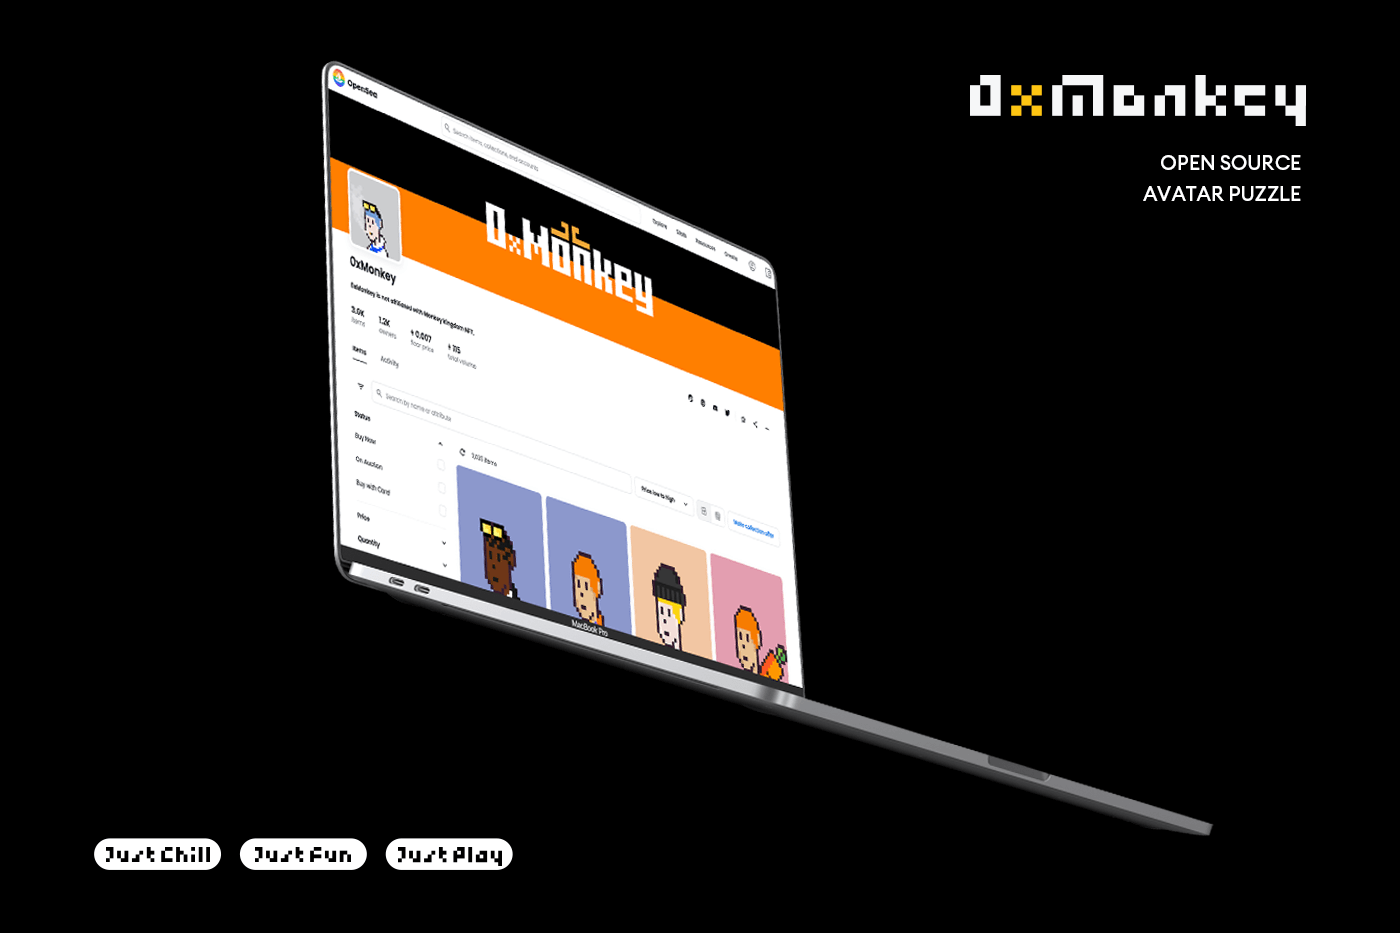 0xMonkey
OPEN SOURCE
AVATAR PUZZLE
OpenSea
Search items, collections, and accounts
Explore
Stats
Resources
Create
0xMonkey
0xMonkey
0xMonkey is not affiliated with Monkey Kingdom NFT.
3.0K
items
1.2K
owners
0.007
floor price
115
total volume
Items
Activity
Search by name or attribute
Status
Buy Now
On Auction
Buy with Card
Price
Quantity
items
Price low to high
Make collection offer
MacBook Pro
Just Chill
Just Fun
Just Play